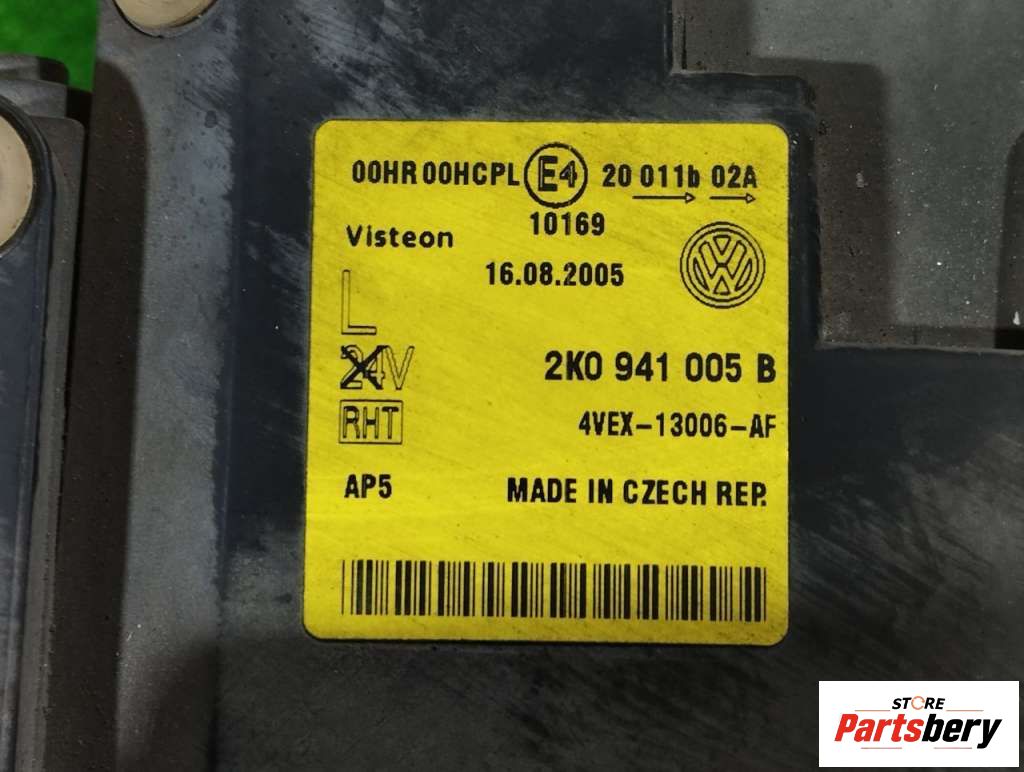 00HR 00HCPL E4 20 011b 02A
10169
Visteon
16.08.2005
VW
L
24V
2K0 941 005 B
RHT
4VEX-13006-AF
AP5
MADE IN CZECH REP.
STORE
Partsbery